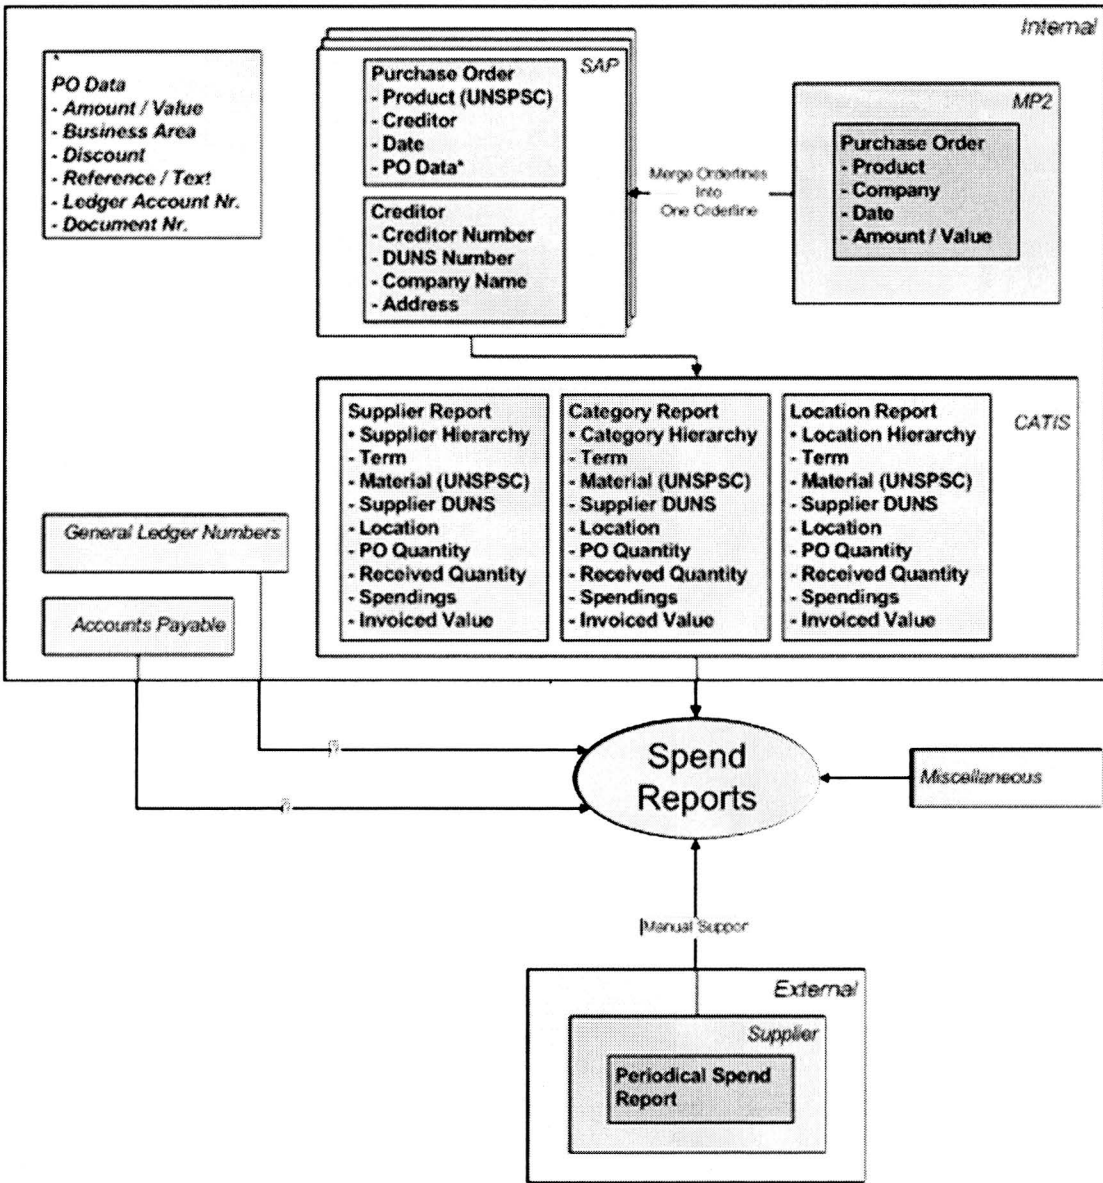 Internal
*
PO Data
- Amount / Value
- Business Area
- Discount
- Reference / Text
- Ledger Account Nr.
- Document Nr.
SAP
Purchase Order
- Product (UNSPSC)
- Creditor
- Date
- PO Data*
Creditor
- Creditor Number
- DUNS Number
- Company Name
- Address
Merge Orderlines
Into
One Orderline
MP2
Purchase Order
- Product
- Company
- Date
- Amount / Value
CATIS
Supplier Report
• Supplier Hierarchy
- Term
- Material (UNSPSC)
- Supplier DUNS
- Location
- PO Quantity
- Received Quantity
- Spendings
- Invoiced Value
Category Report
• Category Hierarchy
- Term
- Material (UNSPSC)
- Supplier DUNS
- Location
- PO Quantity
- Received Quantity
- Spendings
- Invoiced Value
Location Report
• Location Hierarchy
- Term
- Material (UNSPSC)
- Supplier DUNS
- Location
- PO Quantity
- Received Quantity
- Spendings
- Invoiced Value
General Ledger Numbers
Accounts Payable
Spend
Reports
Miscellaneous
Manual Support
External
Supplier
Periodical Spend
Report